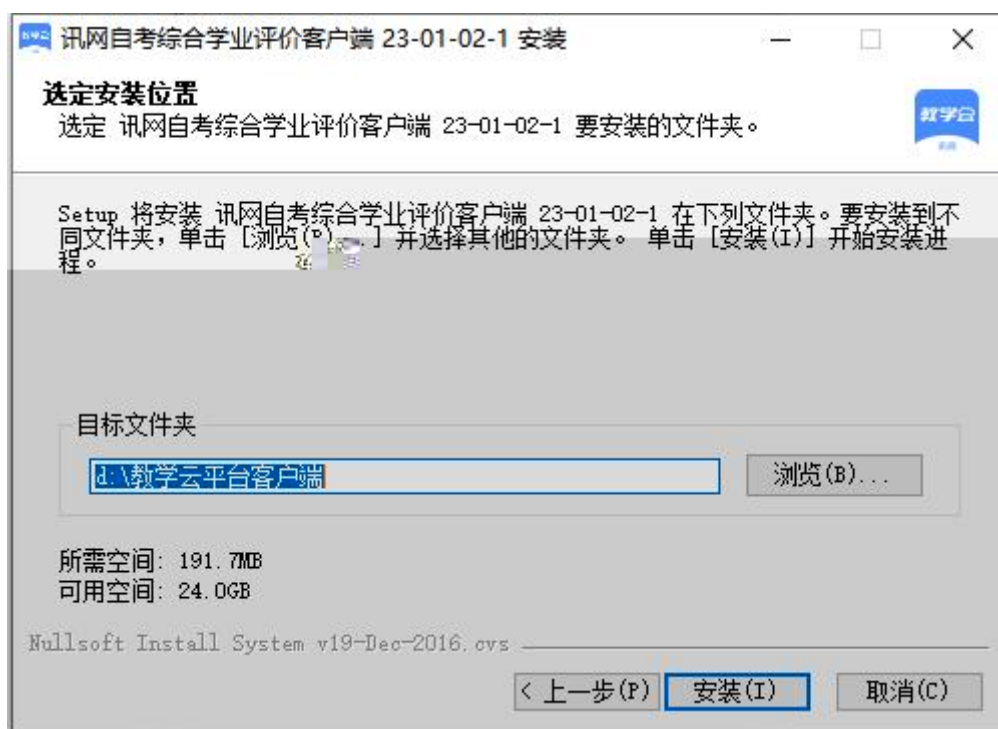 讯网自考综合学业评价客户端 23-01-02-1 安装
选定安装位置
选定 讯网自考综合学业评价客户端 23-01-02-1 要安装的文件夹。
教学云
Setup 将安装 讯网自考综合学业评价客户端 23-01-02-1 在下列文件夹。要安装到不
同文件夹，单击 [浏览(B)...] 并选择其他的文件夹。 单击 [安装(I)] 开始安装进
程。
目标文件夹
d:\教学云平台客户端
浏览(B)...
所需空间: 191.7MB
可用空间: 24.0GB
Nullsoft Install System v19-Dec-2016.cvs
< 上一步(P)
安装(I)
取消(C)